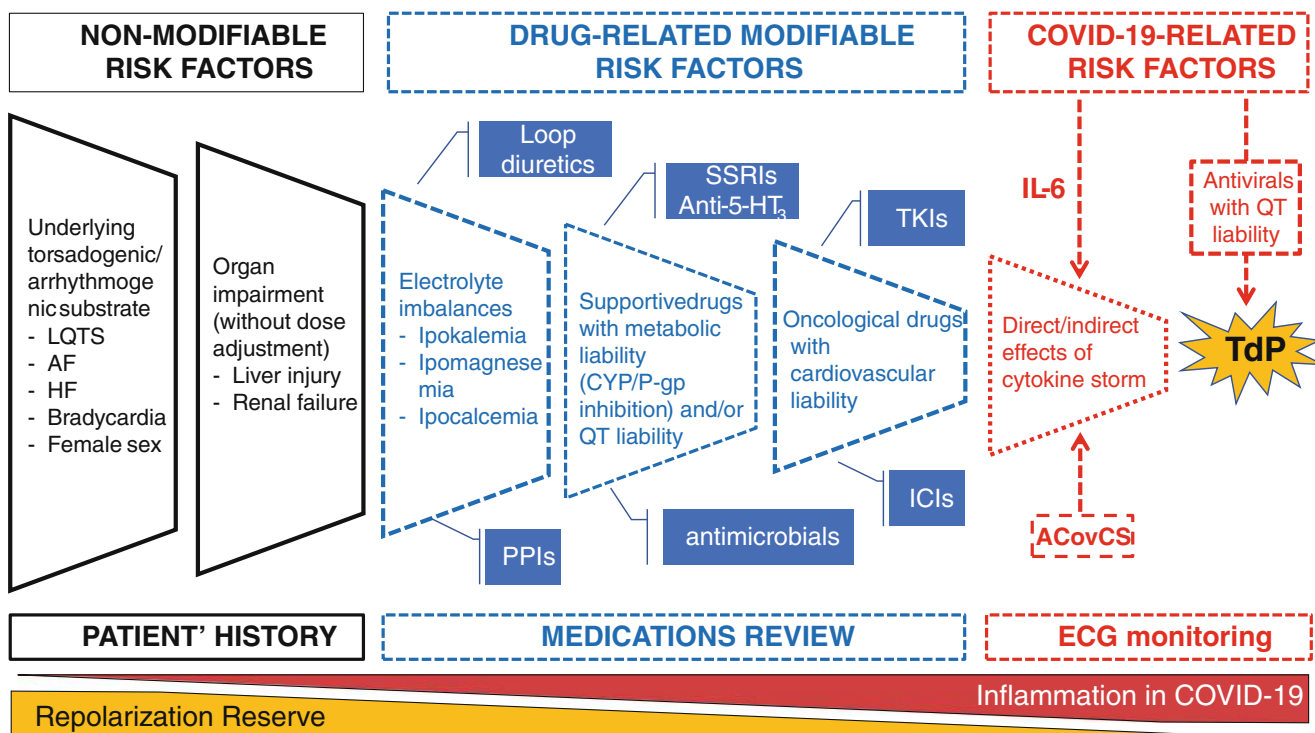 NON-MODIFIABLE
RISK FACTORS
DRUG-RELATED MODIFIABLE
RISK FACTORS
COVID-19-RELATED
RISK FACTORS
Underlying
torsadogenic/
arrhythmoge
nic substrate
- LQTS
- AF
- HF
- Bradycardia
- Female sex
Organ
impairment
(without dose
adjustment)
- Liver injury
- Renal failure
Loop
diuretics
Electrolyte
imbalances
- Ipokalemia
- Ipomagnese
mia
- Ipocalcemia
PPIs
SSRIs
Anti-5-HT3
Supportivedrugs
with metabolic
liability
(CYP/P-gp
inhibition) and/or
QT liability
antimicrobials
TKIs
Oncological drugs
with
cardiovascular
liability
ICIs
IL-6
Direct/indirect
effects of
cytokine storm
ACovCS
Antivirals
with QT
liability
TdP
PATIENT' HISTORY
MEDICATIONS REVIEW
ECG monitoring
Inflammation in COVID-19
Repolarization Reserve